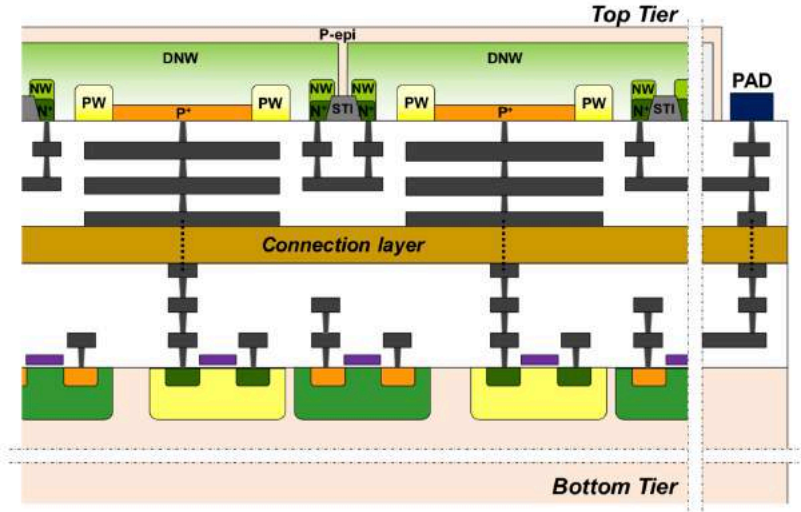 Top Tier
P-epi
DNW
DNW
PAD
NW
NW
NW
PW
PW
PW
PW
N+
STI
N+
N+
STI
N+
P+
P+
Connection layer
Bottom Tier